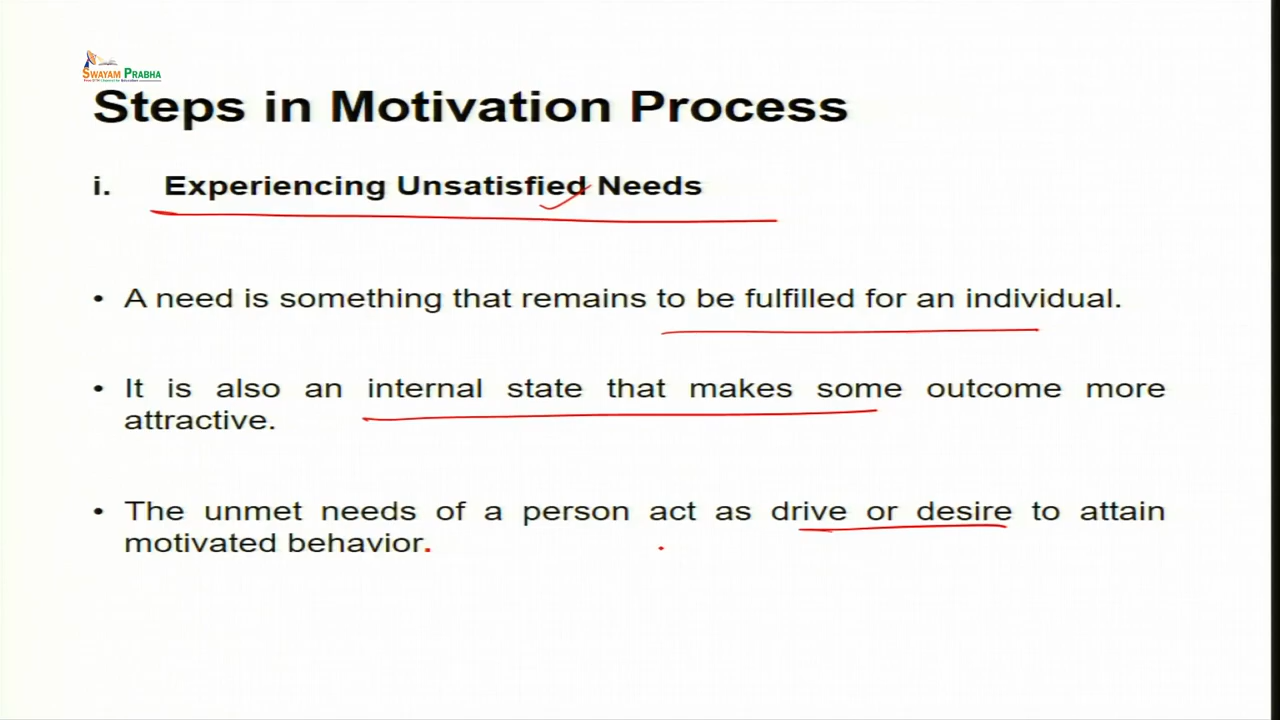 SWAYAM PRABHA
Steps in Motivation Process
i. Experiencing Unsatisfied Needs
• A need is something that remains to be fulfilled for an individual.
• It is also an internal state that makes some outcome more
attractive.
• The unmet needs of a person act as drive or desire to attain
motivated behavior.